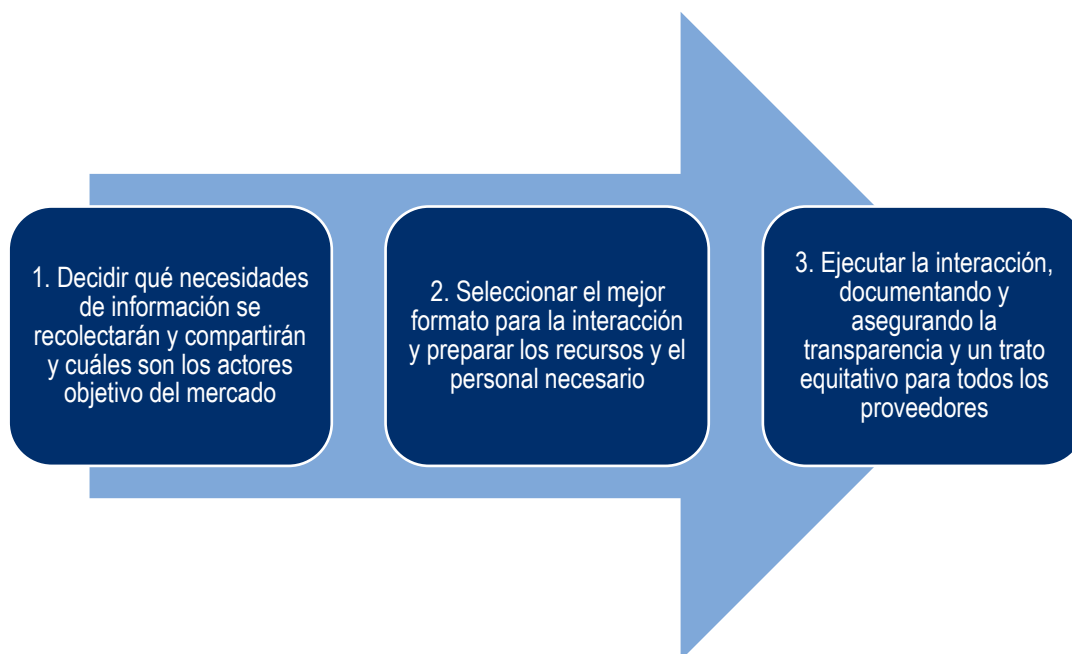 1. Decidir qué necesidades
de información se
recolectarán y compartirán
y cuáles son los actores
objetivo del mercado
2. Seleccionar el mejor
formato para la interacción
y preparar los recursos y el
personal necesario
3. Ejecutar la interacción,
documentando y
asegurando la
transparencia y un trato
equitativo para todos los
proveedores